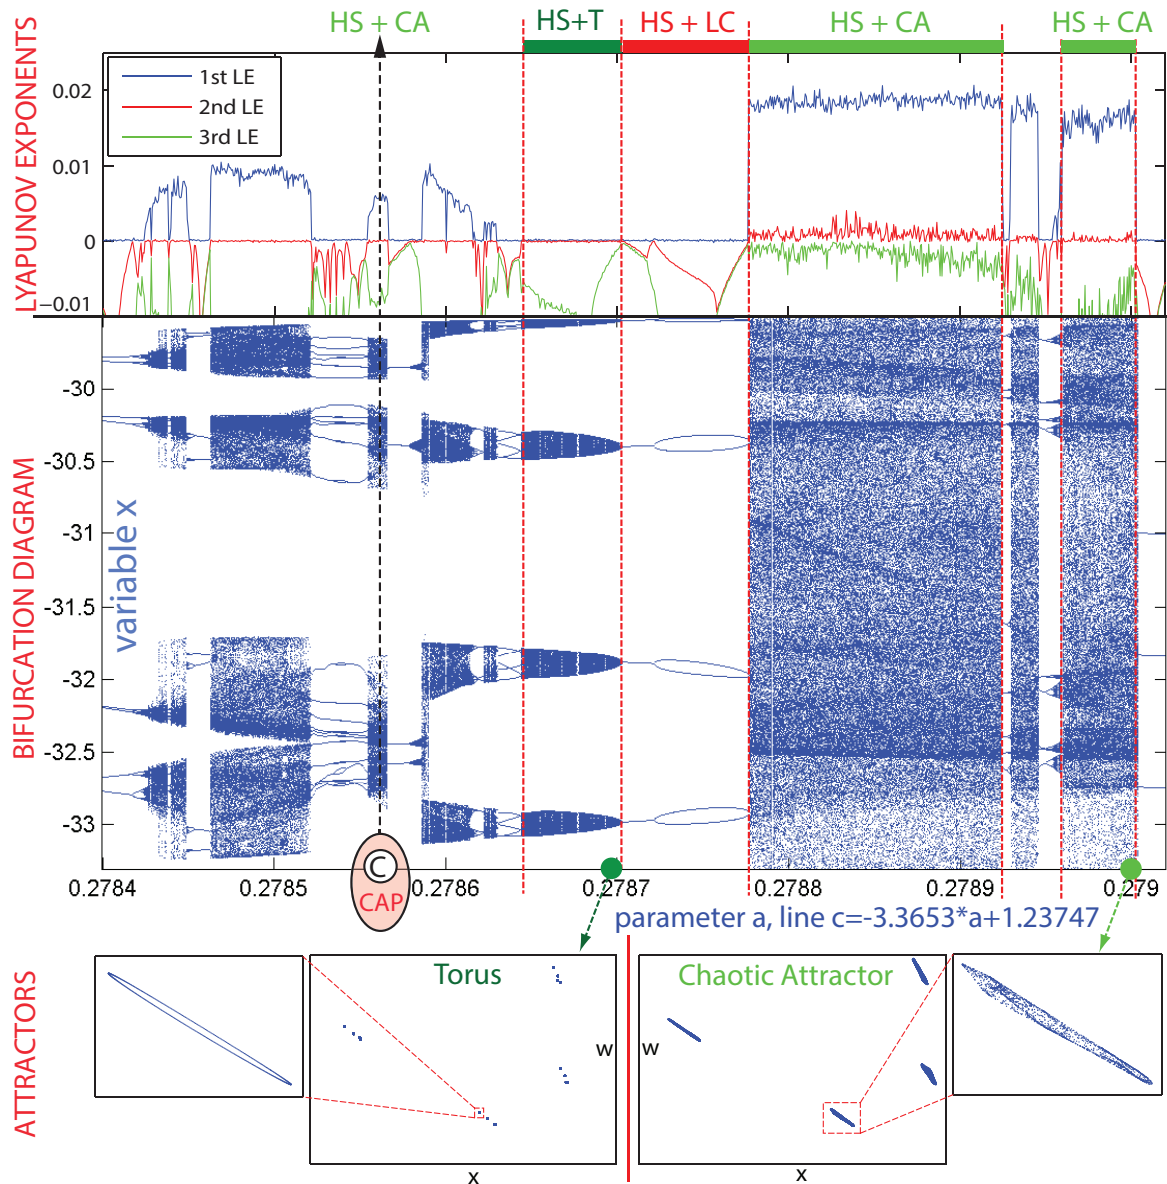 HS + CA
HS+T
HS + LC
HS + CA
HS + CA
LYAPUNOV EXPONENTS
1st LE
2nd LE
3rd LE
0.02
0.01
0
−0.01
BIFURCATION DIAGRAM
variable x
-30
-30.5
-31
-31.5
-32
-32.5
-33
C
CAP
0.2784
0.2785
0.2786
0.2787
0.2788
0.2789
0.279
parameter a, line c=-3.3653*a+1.23747
ATTRACTORS
Torus
w
x
Chaotic Attractor
w
x